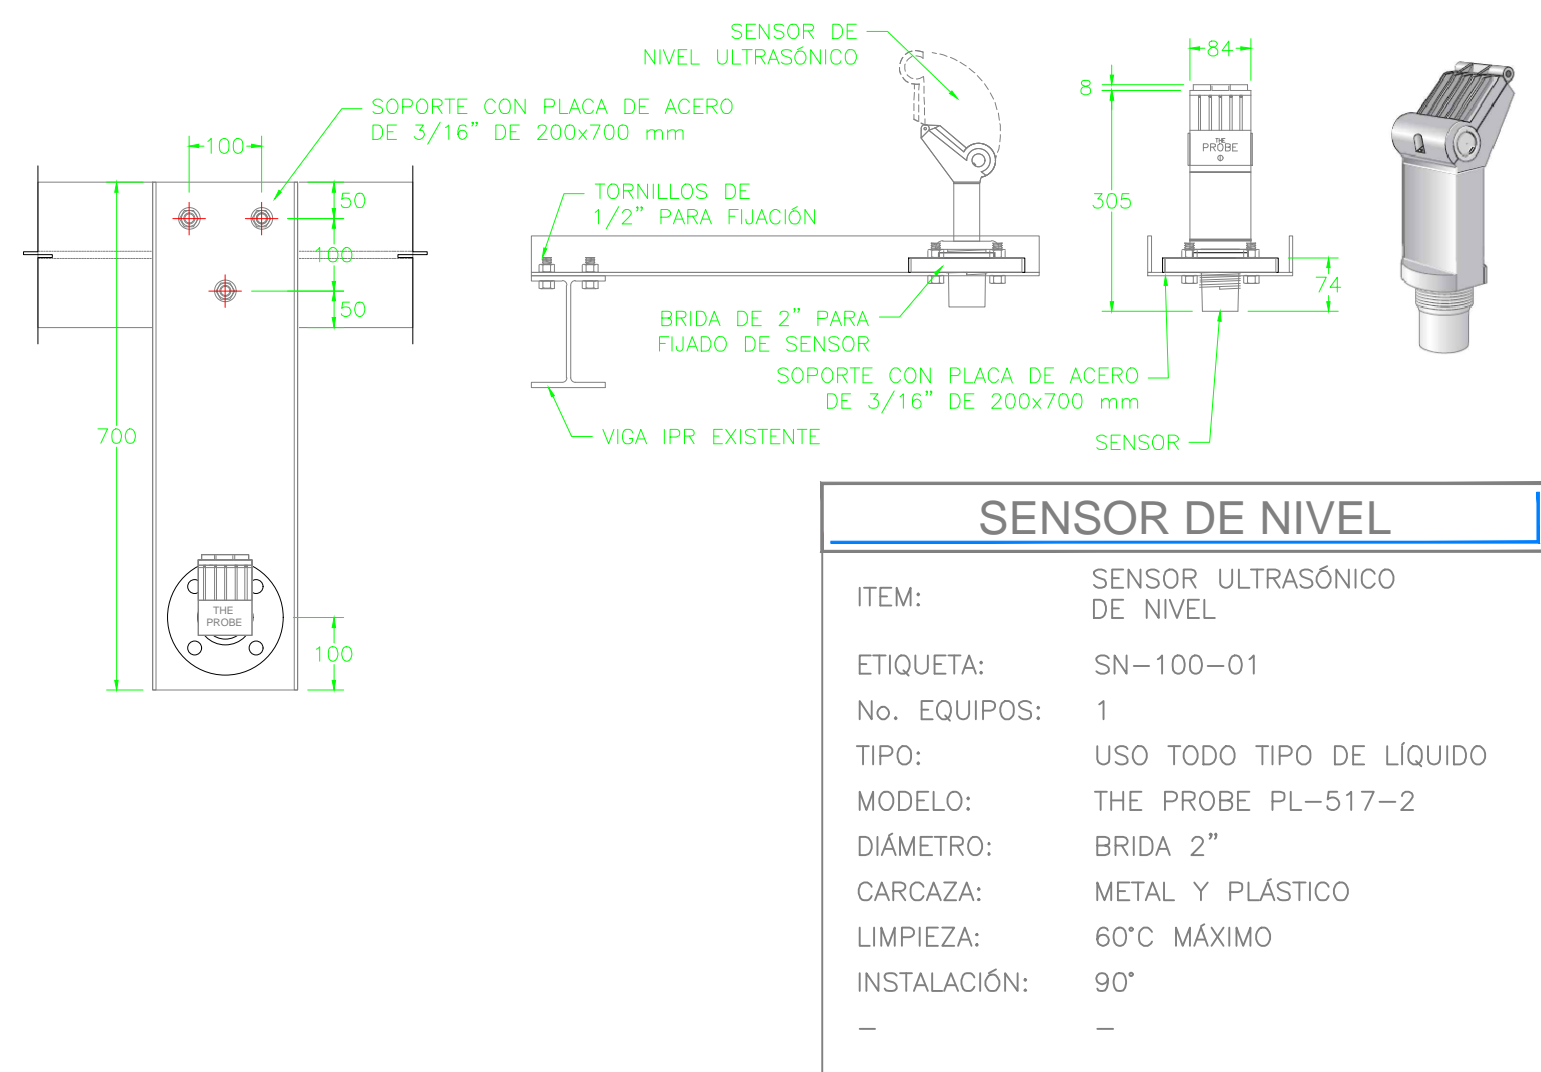 SENSOR DE
NIVEL ULTRASÓNICO
84
8
SOPORTE CON PLACA DE ACERO
DE 3/16” DE 200x700 mm
100
THE
PROBE
TORNILLOS DE
1/2” PARA FIJACIÓN
50
305
100
74
50
BRIDA DE 2” PARA
FIJADO DE SENSOR
SOPORTE CON PLACA DE ACERO
DE 3/16” DE 200x700 mm
700
VIGA IPR EXISTENTE
SENSOR
THE
PROBE
100
SENSOR DE NIVEL
ITEM: SENSOR ULTRASÓNICO
DE NIVEL
ETIQUETA: SN-100-01
No. EQUIPOS: 1
TIPO: USO TODO TIPO DE LÍQUIDO
MODELO: THE PROBE PL-517-2
DIÁMETRO: BRIDA 2”
CARCAZA: METAL Y PLÁSTICO
LIMPIEZA: 60°C MÁXIMO
INSTALACIÓN: 90°
- -